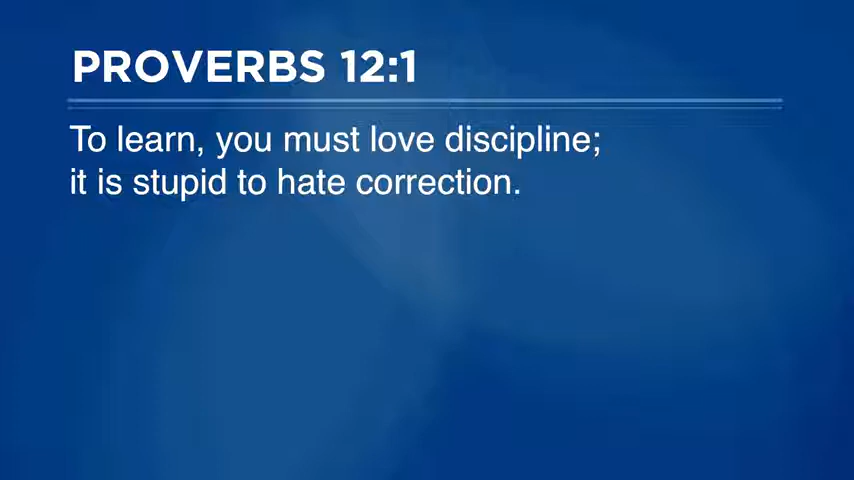 PROVERBS 12:1
To learn, you must love discipline;
it is stupid to hate correction.